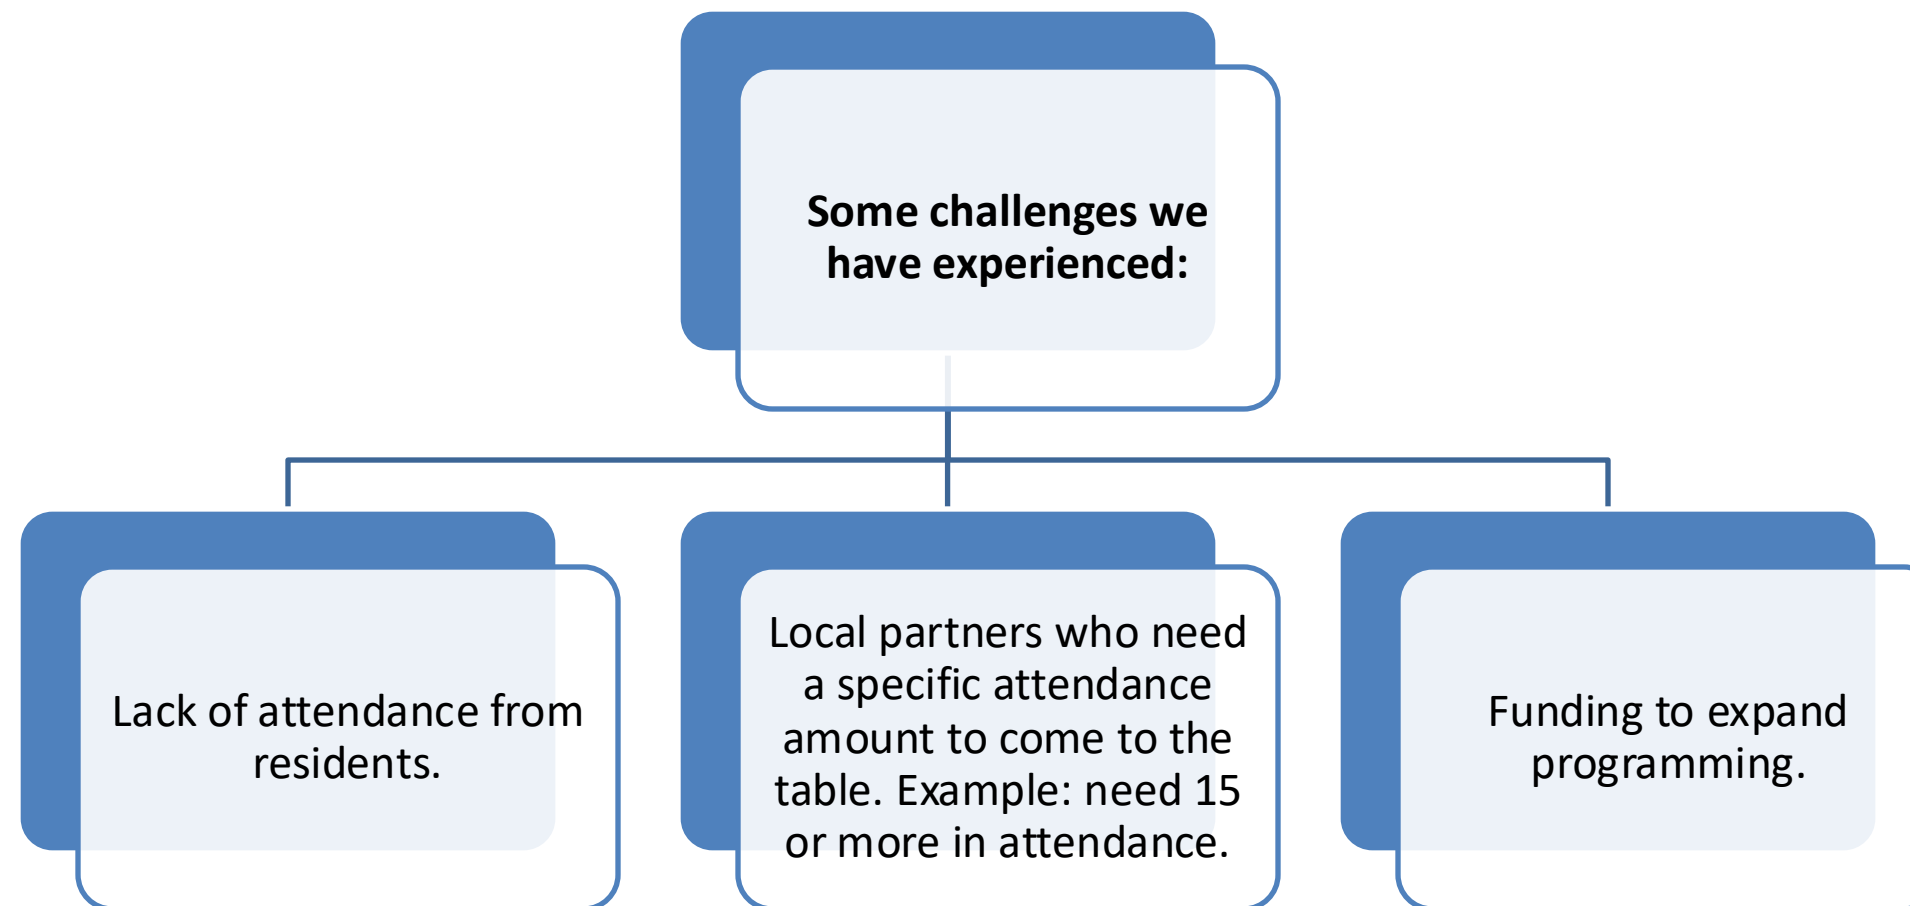 Some challenges we
have experienced:
Lack of attendance from
residents.
Local partners who need
a specific attendance
amount to come to the
table. Example: need 15
or more in attendance.
Funding to expand
programming.